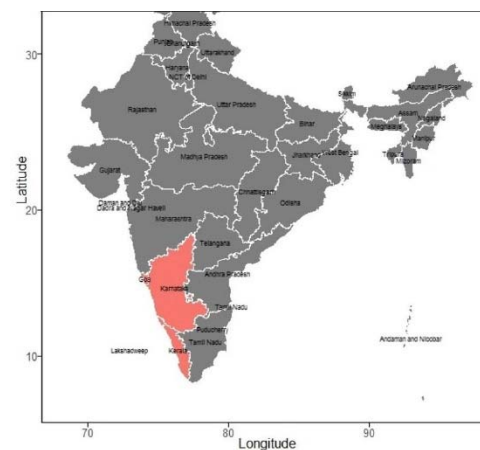 Himachal Pradesh
Punjab
Chandigarh
Uttarakhand
Haryana
NCT of Delhi
Sikkim
Arunachal Pradesh
Rajasthan
Uttar Pradesh
Assam
Nagaland
Bihar
Meghalaya
Manipur
Jharkhand
West Bengal
Tripura
Mizoram
Madhya Pradesh
Gujarat
Chhattisgarh
Daman and Diu
Dadra and Nagar Haveli
Maharashtra
Odisha
Telangana
Goa
Karnataka
Andhra Pradesh
Tamil Nadu
Puducherry
Tamil Nadu
Lakshadweep
Kerala
Andaman and Nicobar
30
20
10
Latitude
70 80 90
Longitude